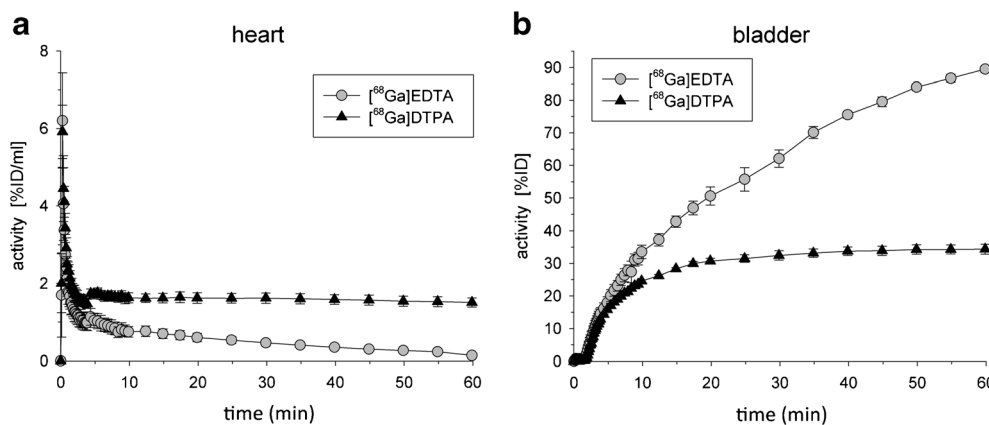 a
heart
8
6
4
2
0
activity [%ID/ml]
[⁶⁸Ga]EDTA
[⁶⁸Ga]DTPA
0 10 20 30 40 50 60
time (min)
b
bladder
90
80
70
60
50
40
30
20
10
0
activity [%ID]
[⁶⁸Ga]EDTA
[⁶⁸Ga]DTPA
0 10 20 30 40 50 60
time (min)